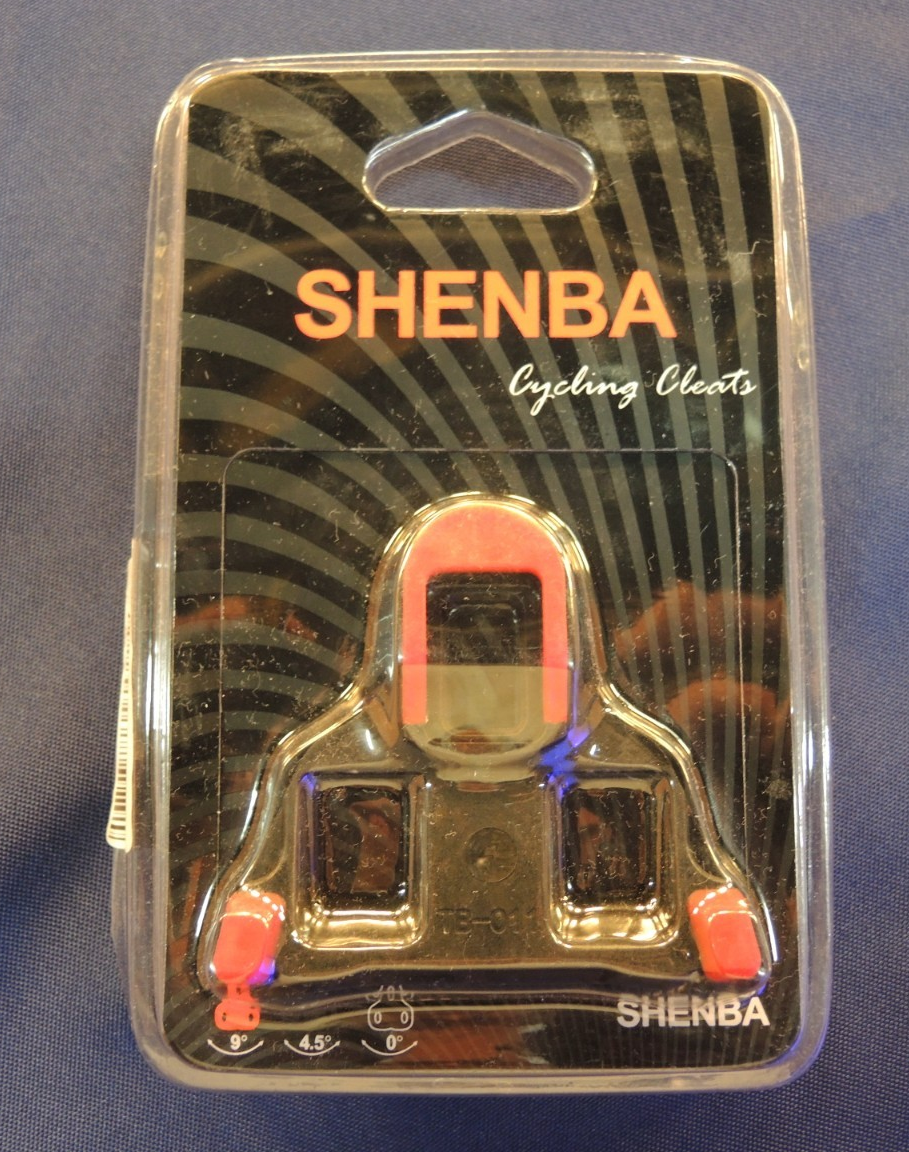 SHENBA
Cycling Cleats
TB-011
SHENBA
9° 4.5° 0°